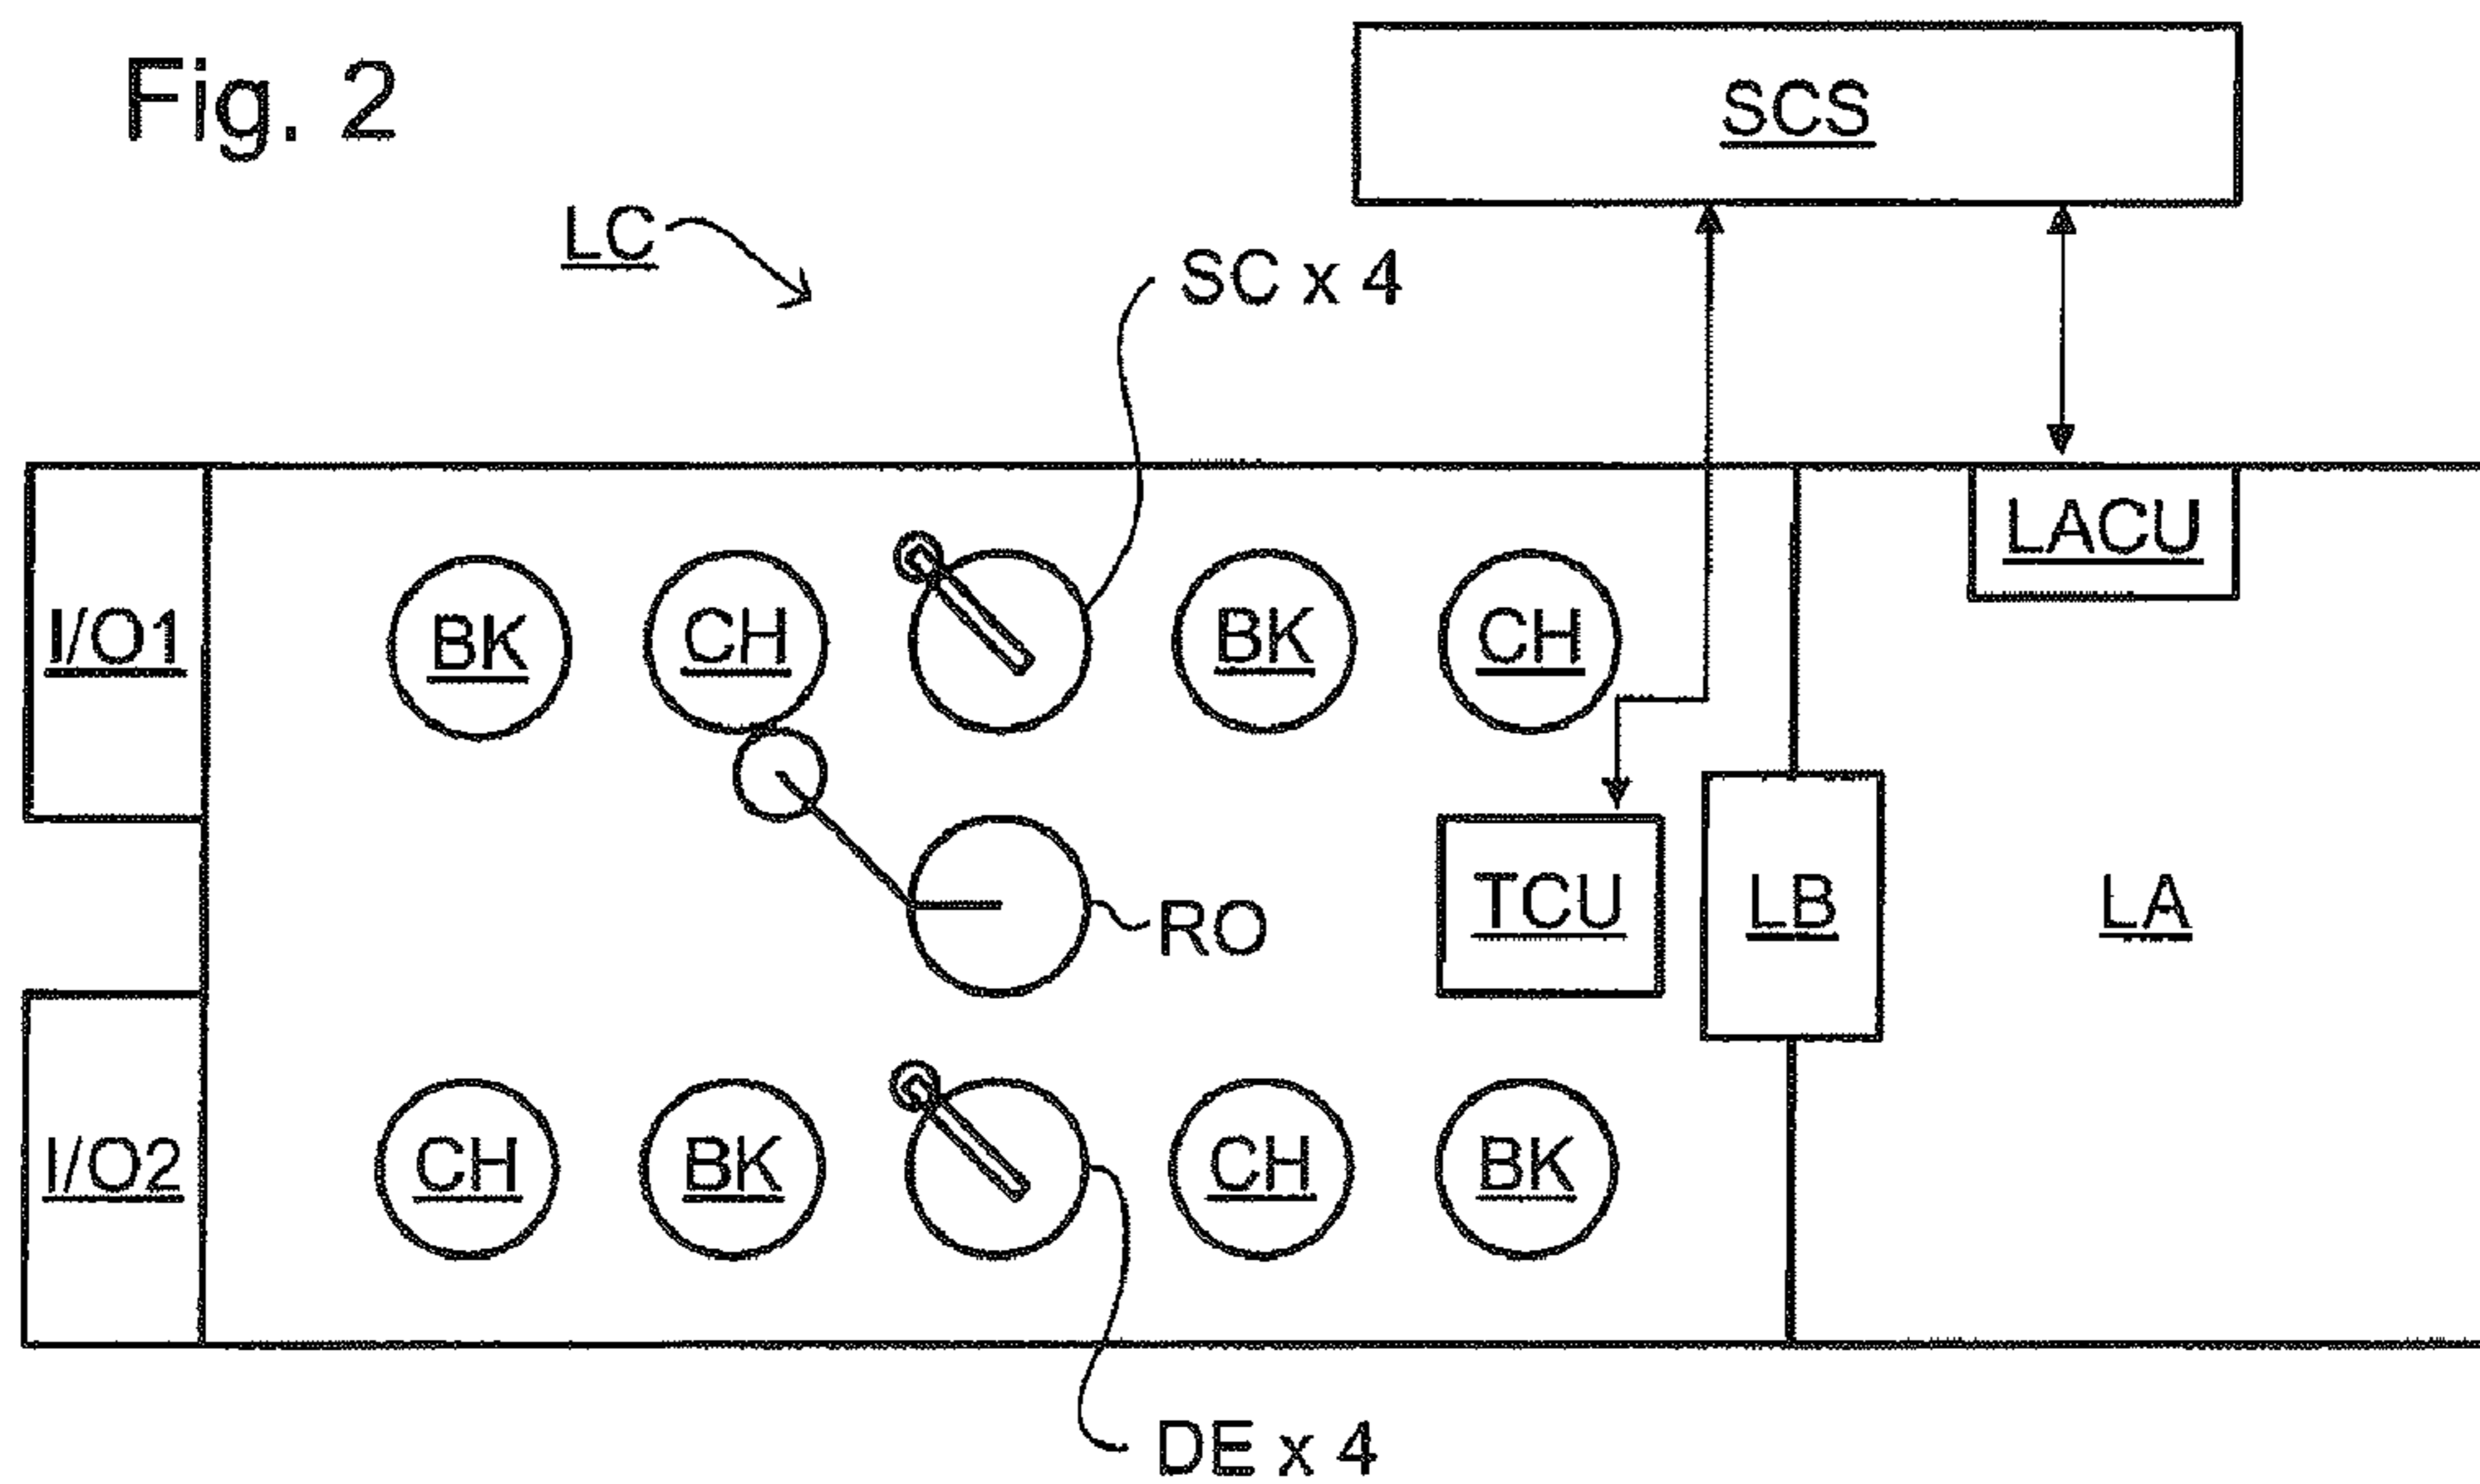 Fig. 2
SCS
LC
SC x 4
LACU
I/O1
BK
CH
BK
CH
RO
TCU
LB
LA
I/O2
CH
BK
CH
BK
DE x 4